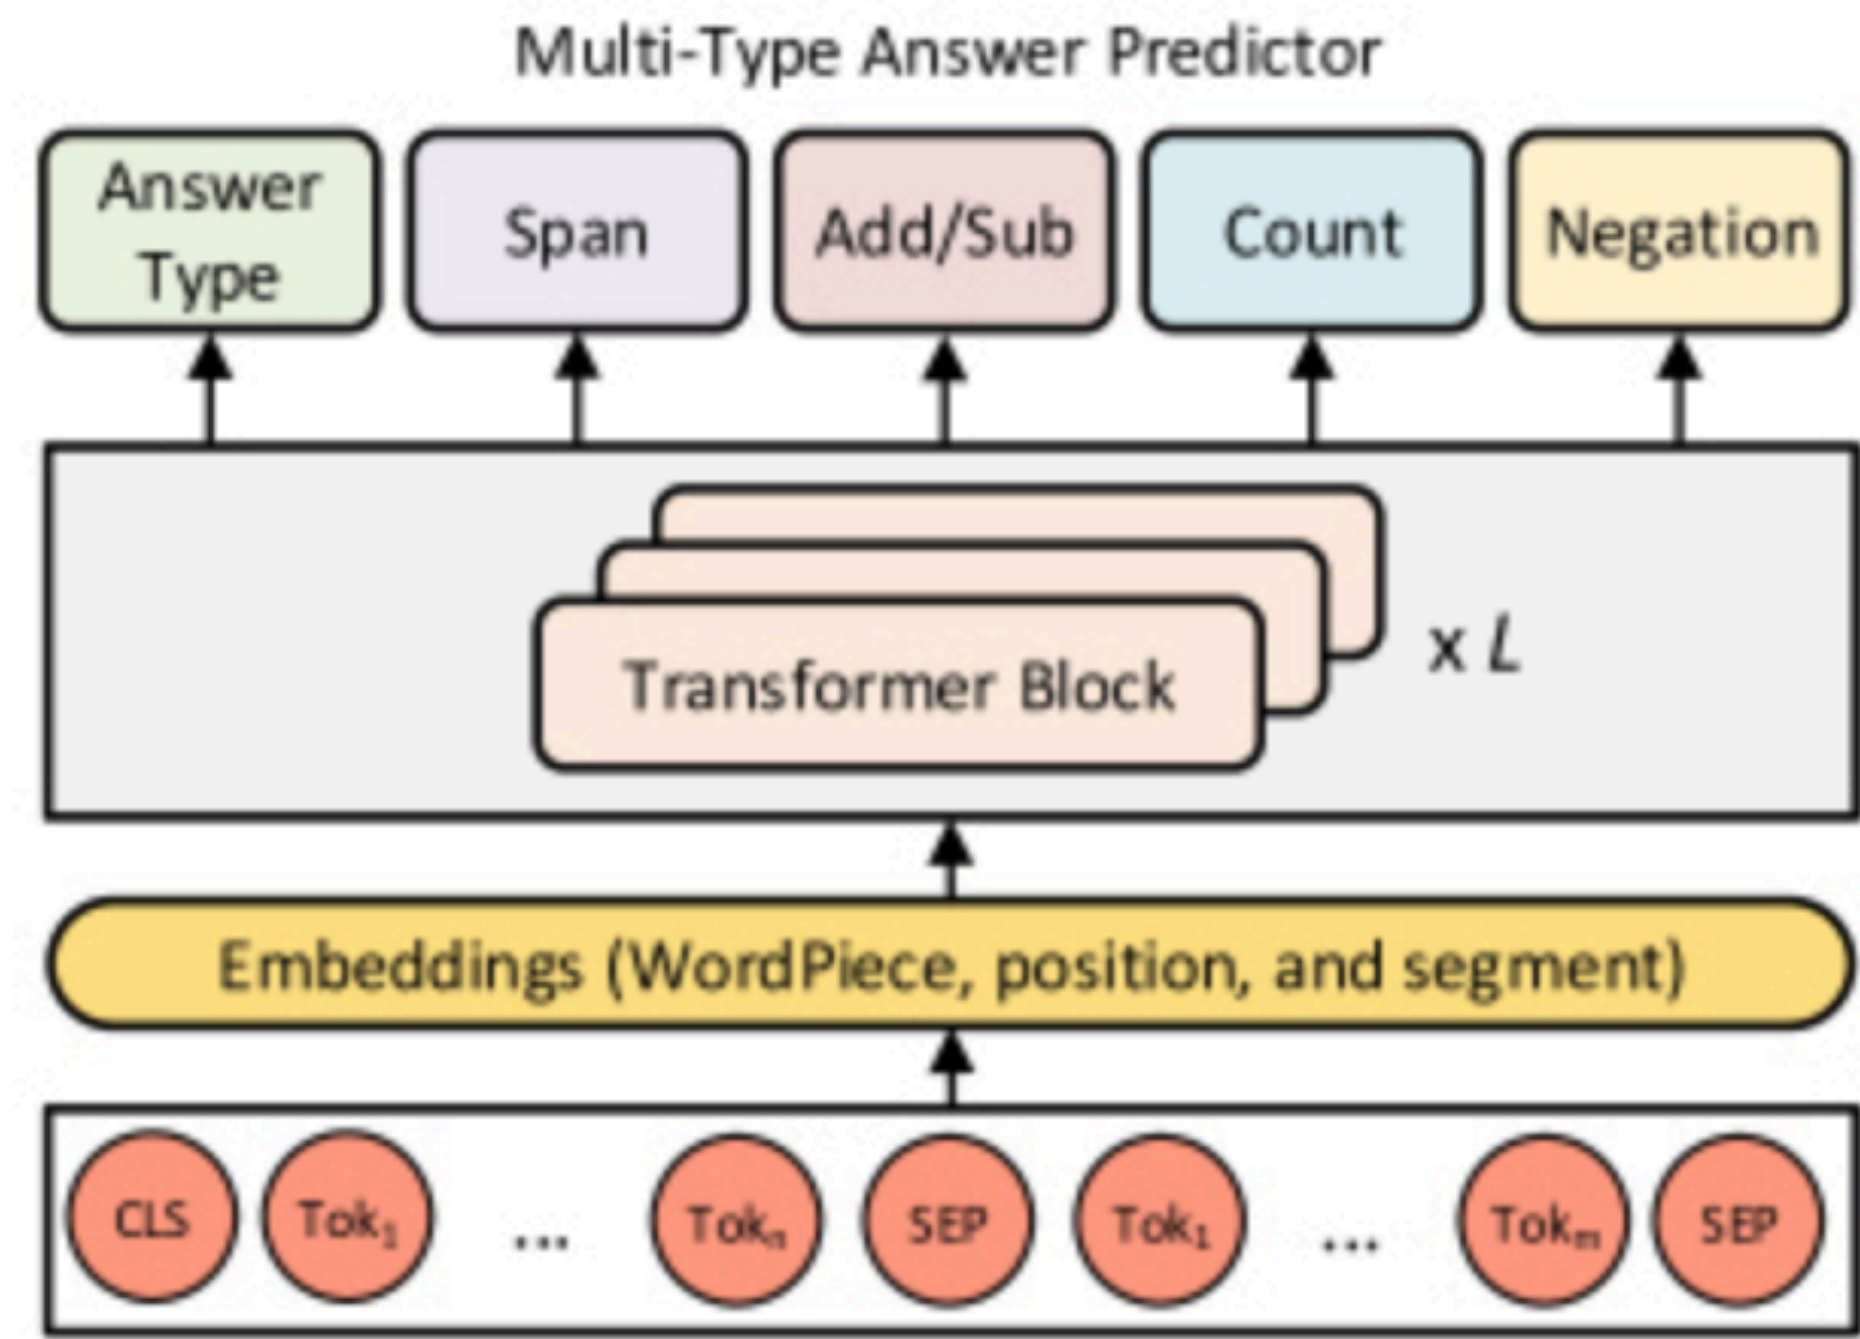 Multi-Type Answer Predictor
Answer
Type
Span
Add/Sub
Count
Negation
Transformer Block
x L
Embeddings (WordPiece, position, and segment)
CLS
Tok₁
...
Tokₙ
SEP
Tok₁
...
Tokₘ
SEP